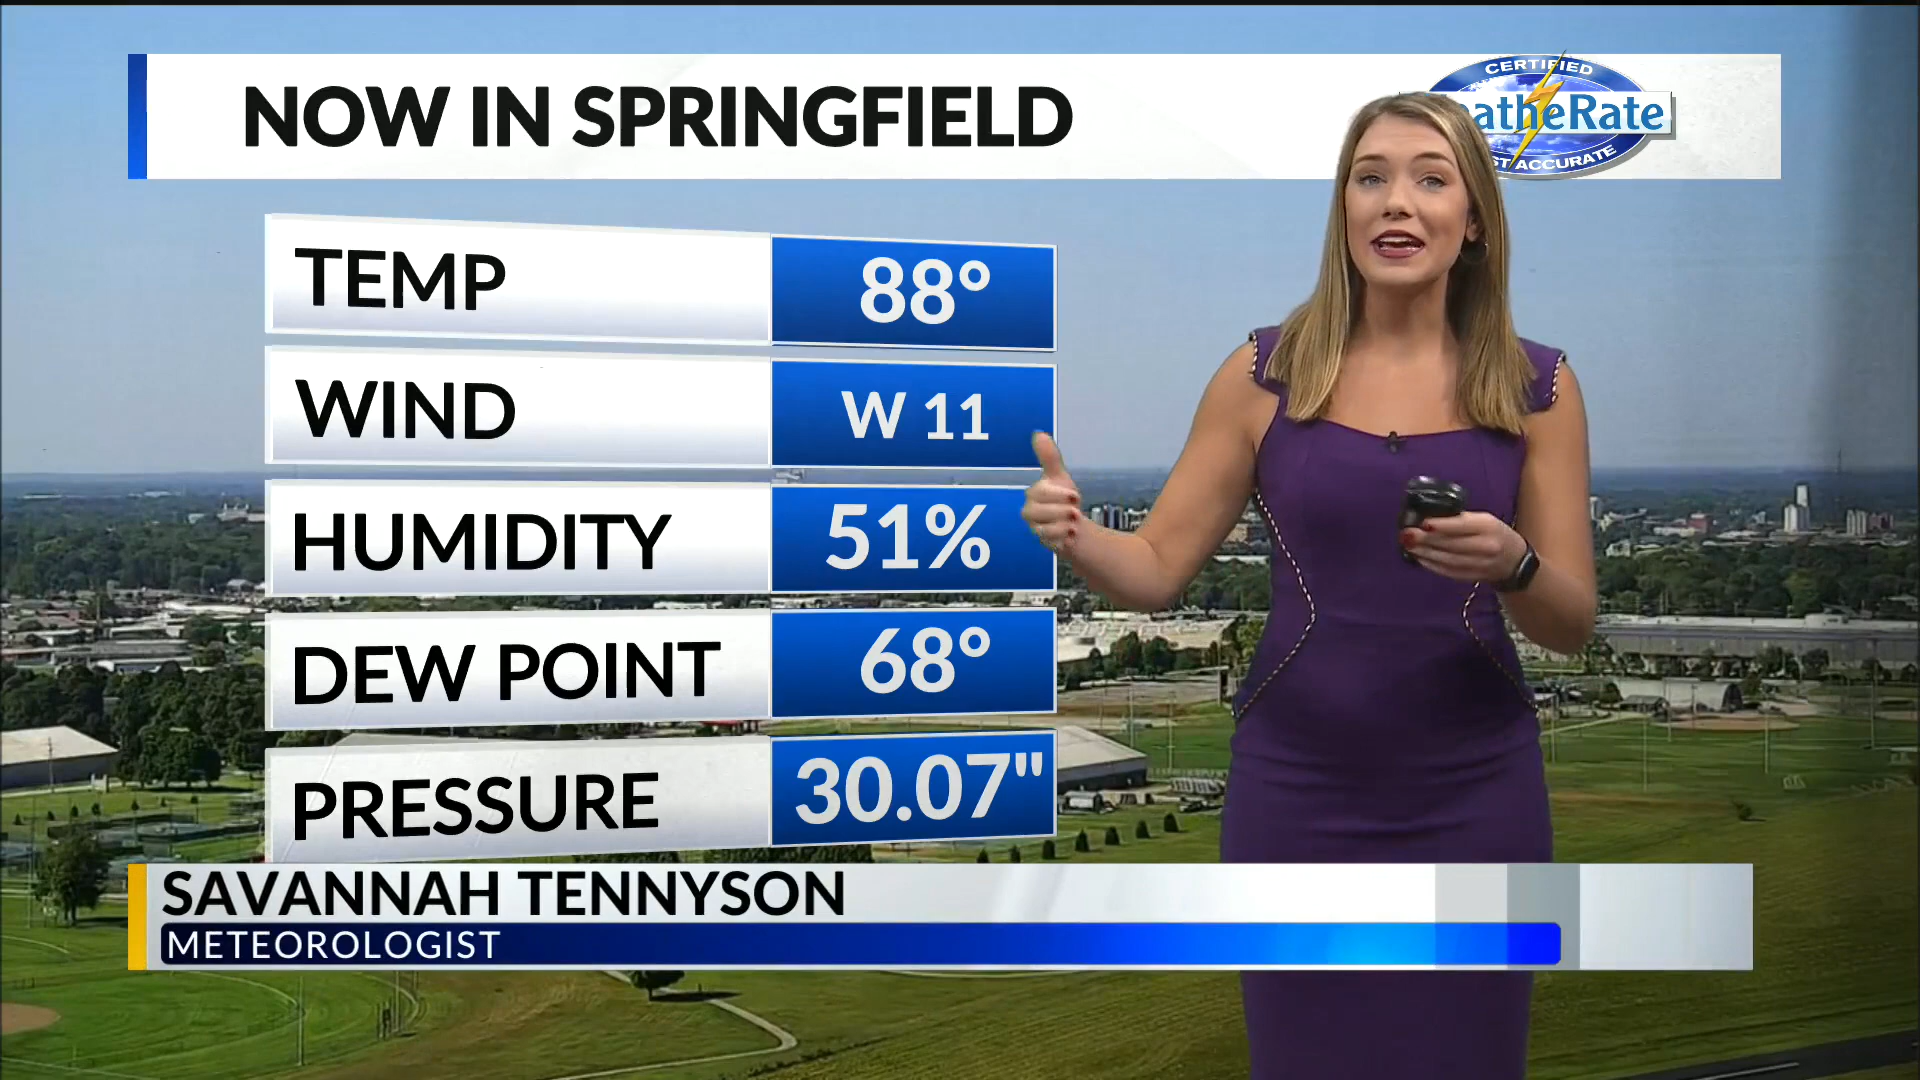 NOW IN SPRINGFIELD
CERTIFIED
ACCURATE
TEMP 88°
WIND W 11
HUMIDITY 51%
DEW POINT 68°
PRESSURE 30.07"
SAVANNAH TENNYSON
METEOROLOGIST